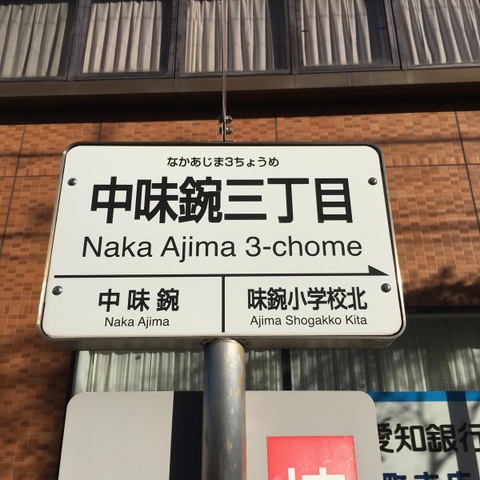 なかあじま3ちょうめ
中味鋺三丁目
Naka Ajima 3-chome
中味鋺
Naka Ajima
味鋺小学校北
Ajima Shogakko Kita
愛知銀行